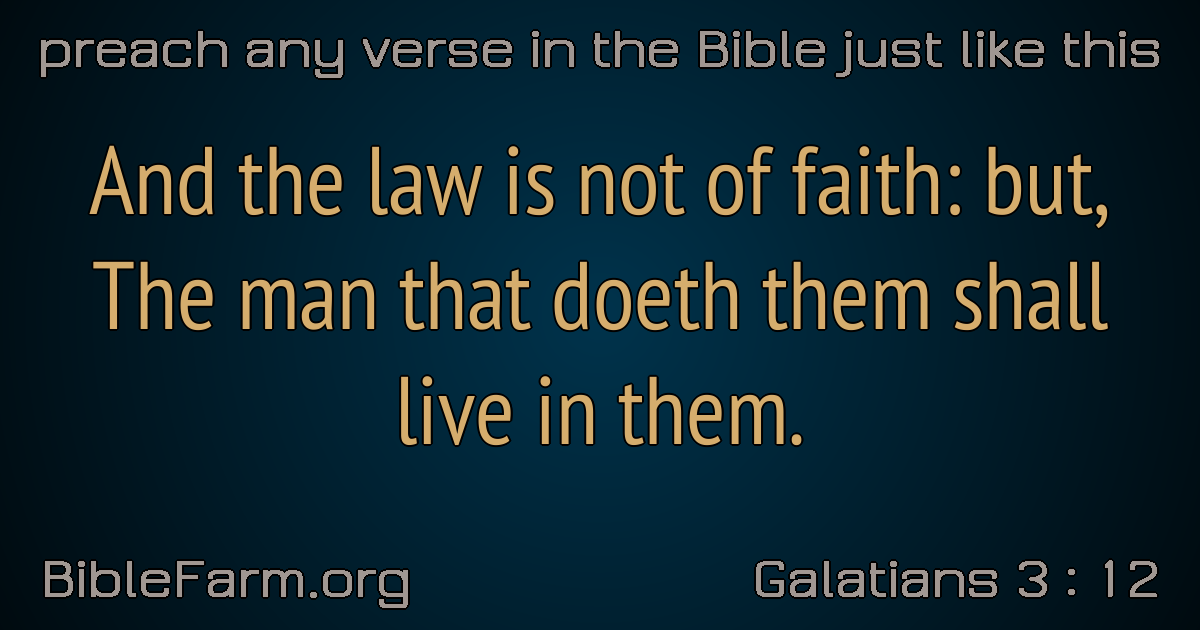 preach any verse in the Bible just like this
And the law is not of faith: but,
The man that doeth them shall
live in them.
BibleFarm.org
Galatians 3 : 12